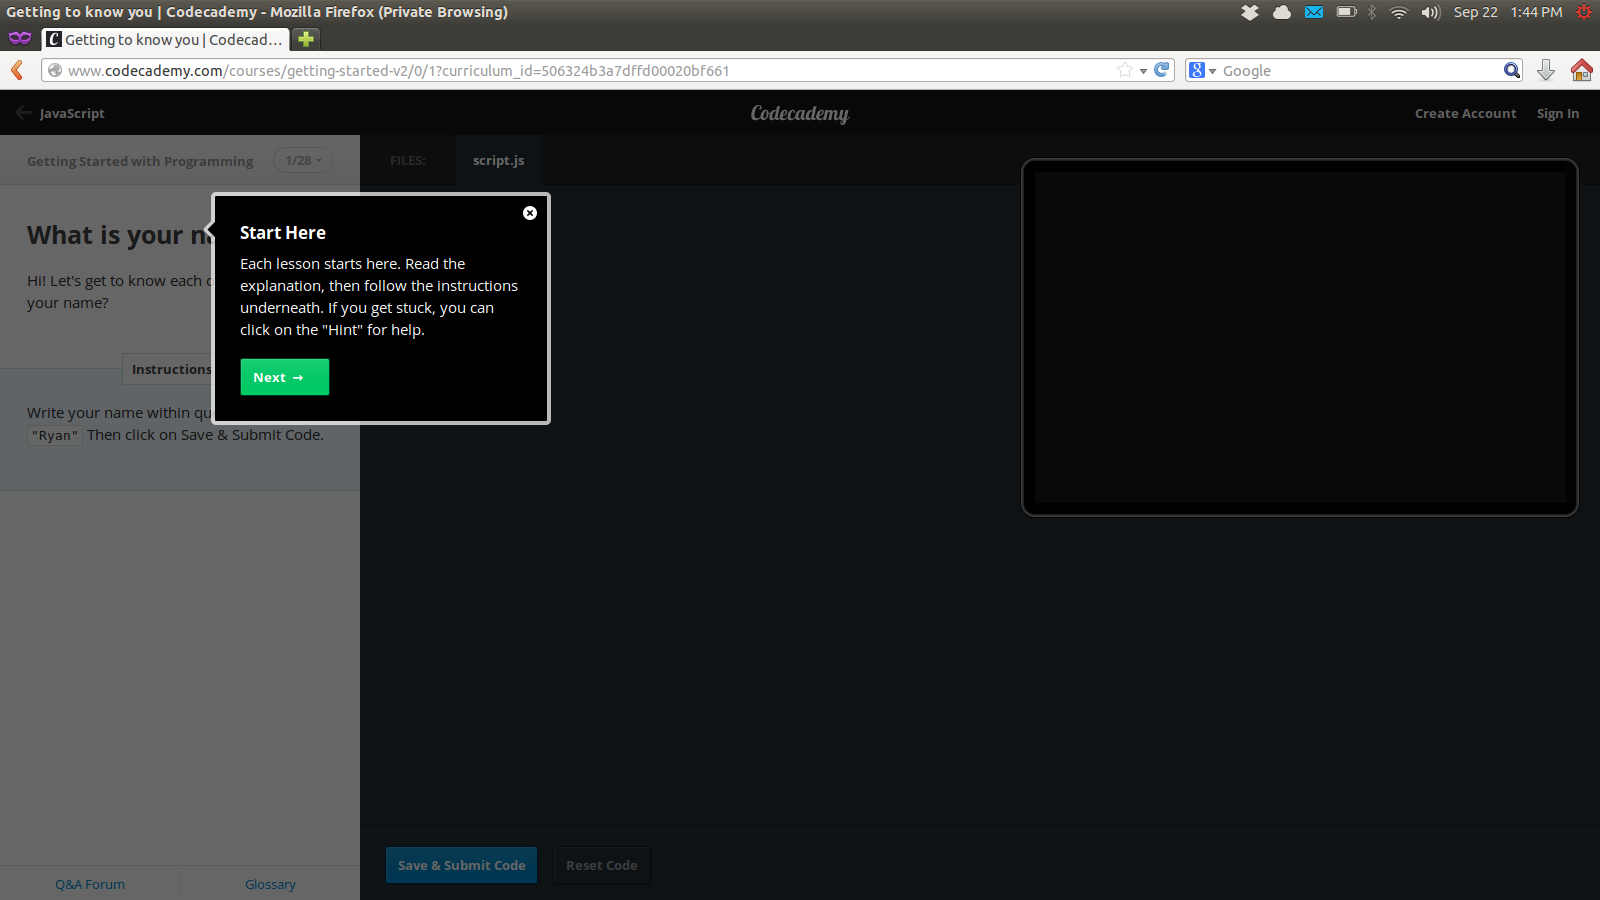 Getting to know you | Codecademy - Mozilla Firefox (Private Browsing)
Sep 22 1:44 PM
Getting to know you | Codecad...
www.codecademy.com/courses/getting-started-v2/0/1?curriculum_id=506324b3a7dffd00020bf661
Google
JavaScript
Codecademy
Create Account Sign In
Getting Started with Programming 1/28
FILES: script.js
What is your na
Hi! Let's get to know each
your name?
Instructions
Write your name within qu
"Ryan" Then click on Save & Submit Code.
Start Here
Each lesson starts here. Read the
explanation, then follow the instructions
underneath. If you get stuck, you can
click on the "Hint" for help.
Next →
Save & Submit Code Reset Code
Q&A Forum Glossary